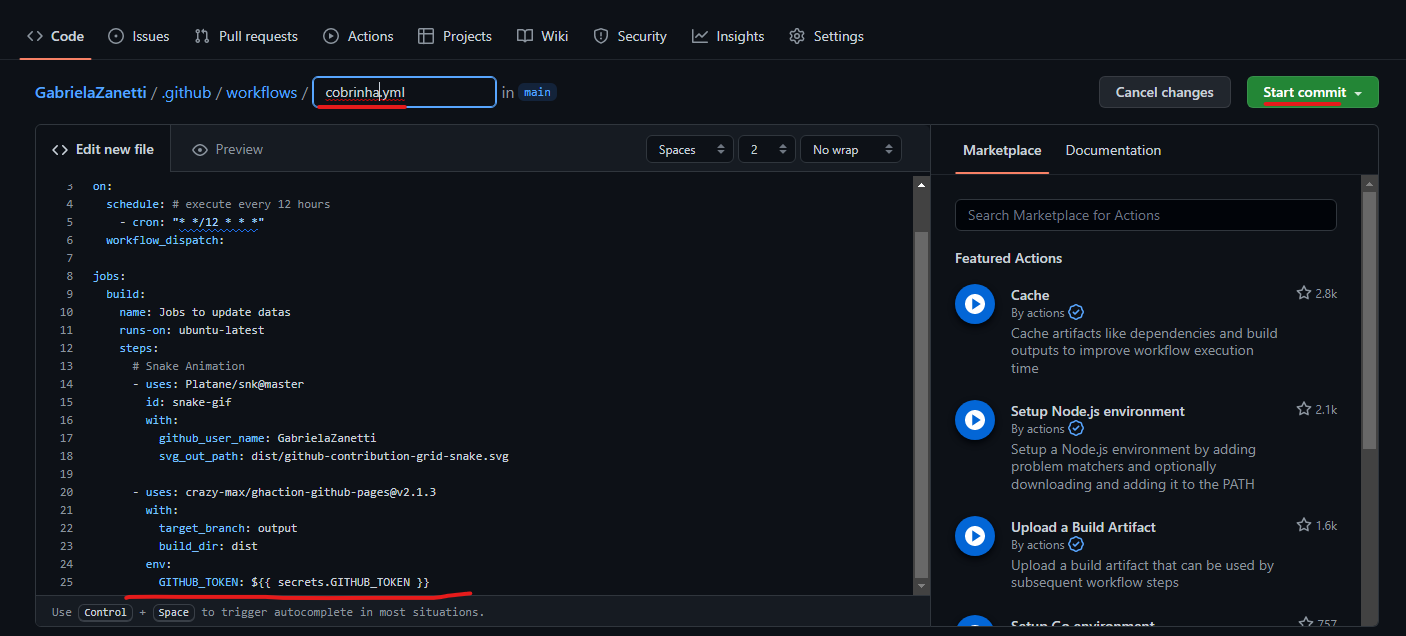 Code Issues Pull requests Actions Projects Wiki Security Insights Settings
GabrielaZanetti / .github / workflows / cobrinha.yml in main Cancel changes Start commit
Edit new file Preview Spaces 2 No wrap
3 on:
4 schedule: # execute every 12 hours
5 - cron: "* */12 * * *"
6 workflow_dispatch:
7
8 jobs:
9 build:
10 name: Jobs to update datas
11 runs-on: ubuntu-latest
12 steps:
13 # Snake Animation
14 - uses: Platane/snk@master
15 id: snake-gif
16 with:
17 github_user_name: GabrielaZanetti
18 svg_out_path: dist/github-contribution-grid-snake.svg
19
20 - uses: crazy-max/ghaction-github-pages@v2.1.3
21 with:
22 target_branch: output
23 build_dir: dist
24 env:
25 GITHUB_TOKEN: ${{ secrets.GITHUB_TOKEN }}
Use Control + Space to trigger autocomplete in most situations.
Marketplace Documentation
Search Marketplace for Actions
Featured Actions
Cache 2.8k
By actions
Cache artifacts like dependencies and build
outputs to improve workflow execution
time
Setup Node.js environment 2.1k
By actions
Setup a Node.js environment by adding
problem matchers and optionally
downloading and adding it to the PATH
Upload a Build Artifact 1.6k
By actions
Upload a build artifact that can be used by
subsequent workflow steps
Setup Go environment 757